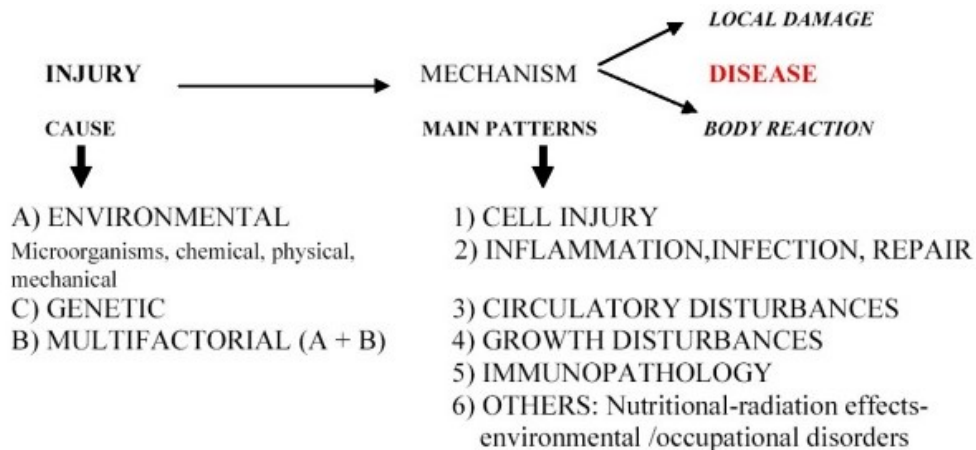 LOCAL DAMAGE
INJURY
MECHANISM
DISEASE
CAUSE
MAIN PATTERNS
BODY REACTION
A) ENVIRONMENTAL
Microorganisms, chemical, physical,
mechanical
C) GENETIC
B) MULTIFACTORIAL (A + B)
1) CELL INJURY
2) INFLAMMATION,INFECTION, REPAIR
3) CIRCULATORY DISTURBANCES
4) GROWTH DISTURBANCES
5) IMMUNOPATHOLOGY
6) OTHERS: Nutritional-radiation effects-
environmental /occupational disorders